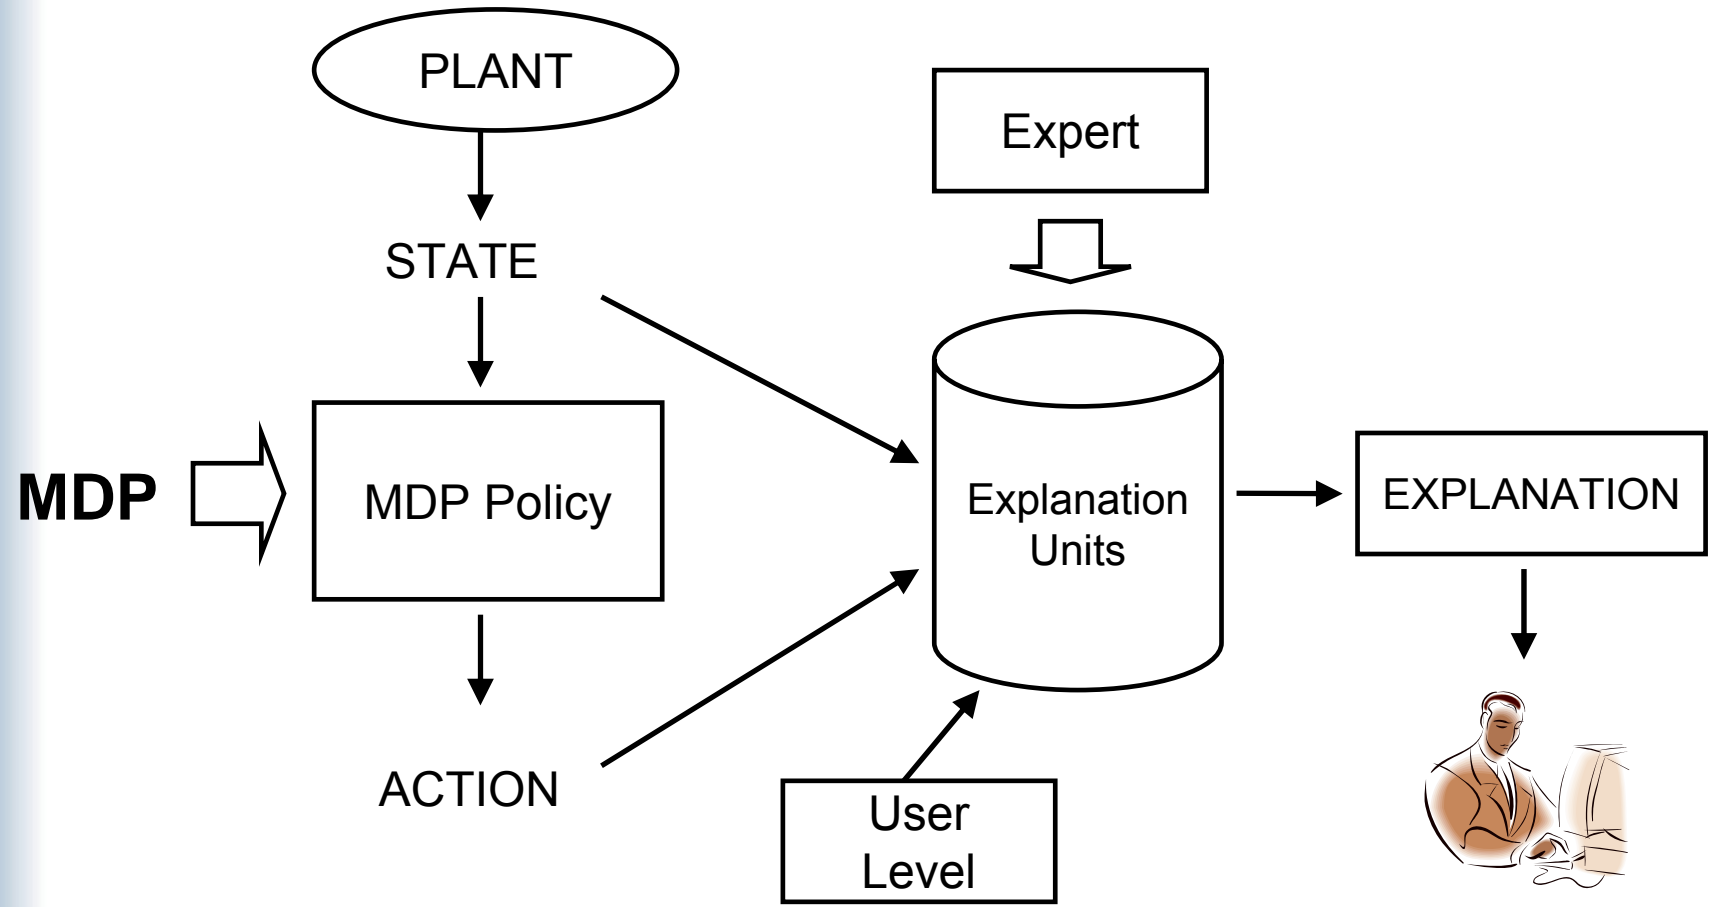 PLANT
Expert
STATE
MDP
MDP Policy
Explanation
Units
EXPLANATION
ACTION
User
Level